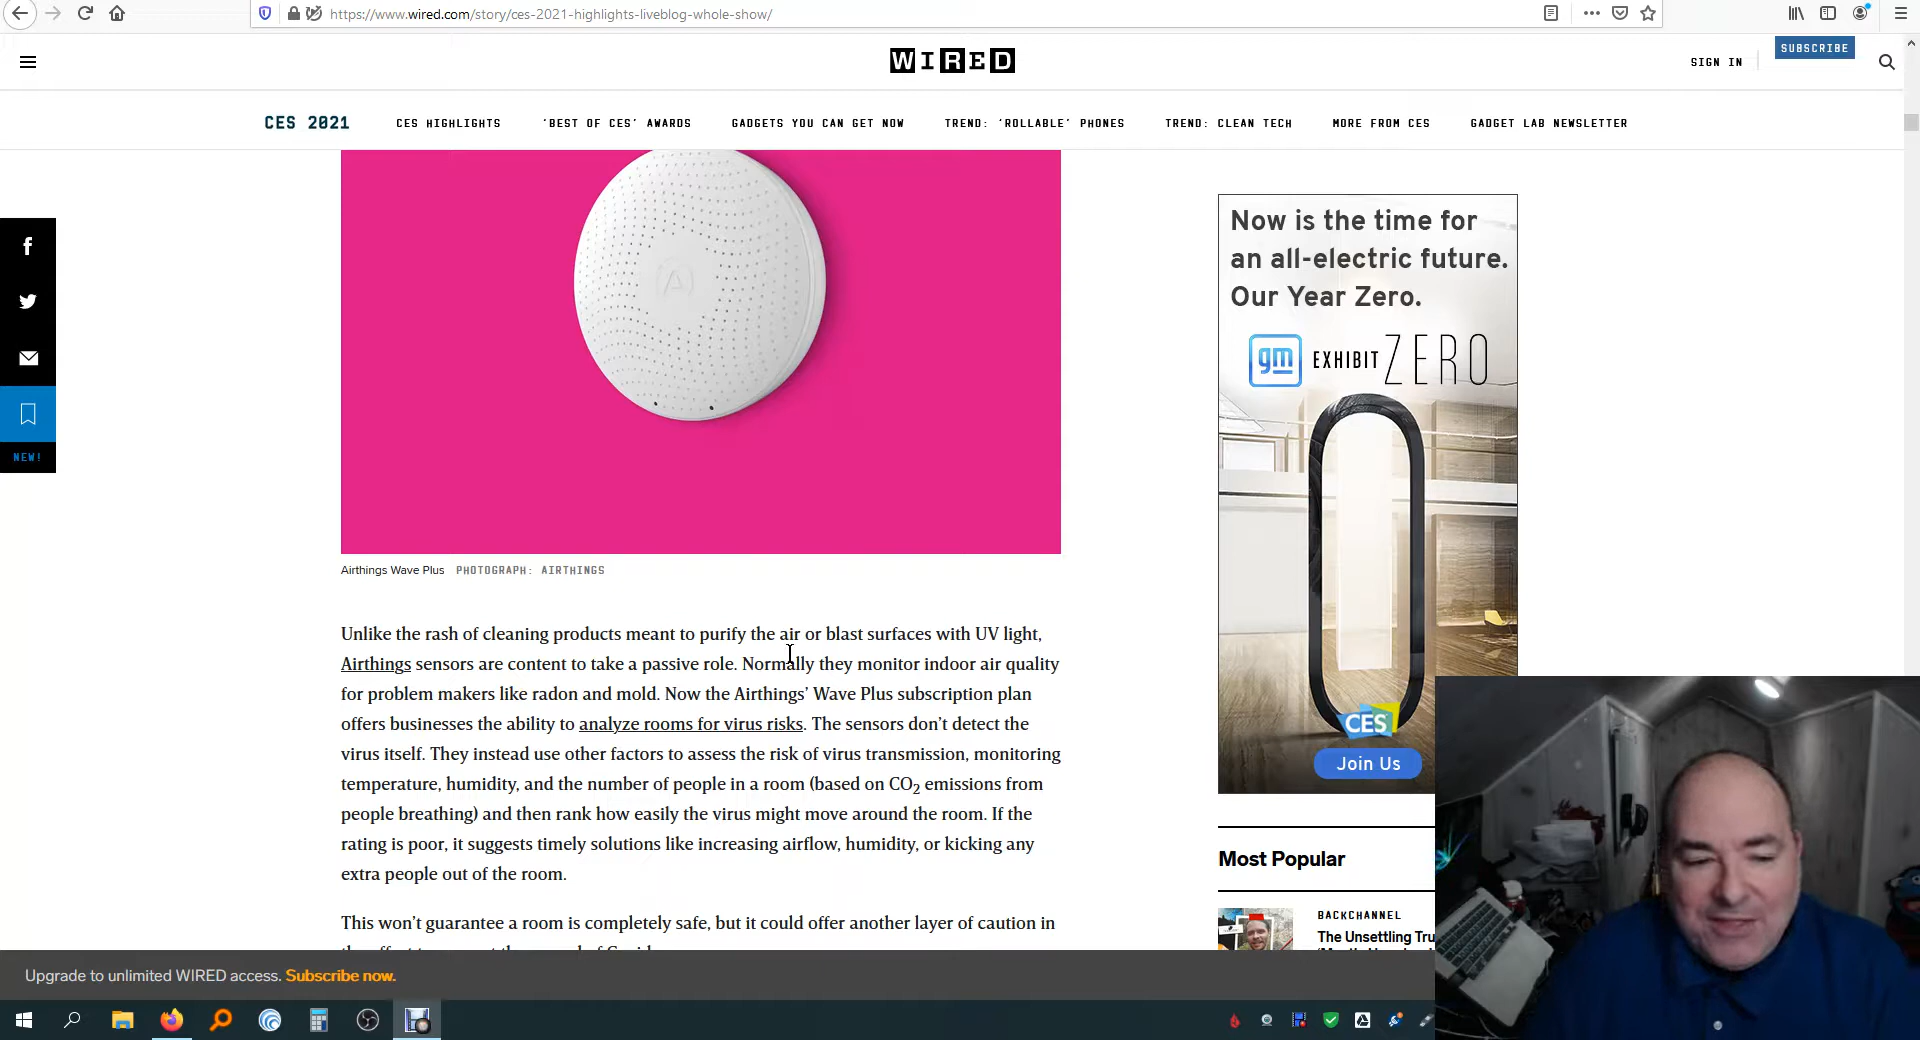 https://www.wired.com/story/ces-2021-highlights-liveblog-whole-show/
WIRED
SIGN IN
SUBSCRIBE
CES 2021
CES HIGHLIGHTS
‘BEST OF CES’ AWARDS
GADGETS YOU CAN GET NOW
TREND: ‘ROLLABLE’ PHONES
TREND: CLEAN TECH
MORE FROM CES
GADGET LAB NEWSLETTER
NEW!
Airthings Wave Plus PHOTOGRAPH: AIRTHINGS
Unlike the rash of cleaning products meant to purify the air or blast surfaces with UV light,
Airthings sensors are content to take a passive role. Normally they monitor indoor air quality
for problem makers like radon and mold. Now the Airthings’ Wave Plus subscription plan
offers businesses the ability to analyze rooms for virus risks. The sensors don’t detect the
virus itself. They instead use other factors to assess the risk of virus transmission, monitoring
temperature, humidity, and the number of people in a room (based on CO2 emissions from
people breathing) and then rank how easily the virus might move around the room. If the
rating is poor, it suggests timely solutions like increasing airflow, humidity, or kicking any
extra people out of the room.
This won’t guarantee a room is completely safe, but it could offer another layer of caution in
Now is the time for
an all-electric future.
Our Year Zero.
gm EXHIBIT ZERO
CES
Join Us
Most Popular
BACKCHANNEL
The Unsettling Tru
Upgrade to unlimited WIRED access. Subscribe now.